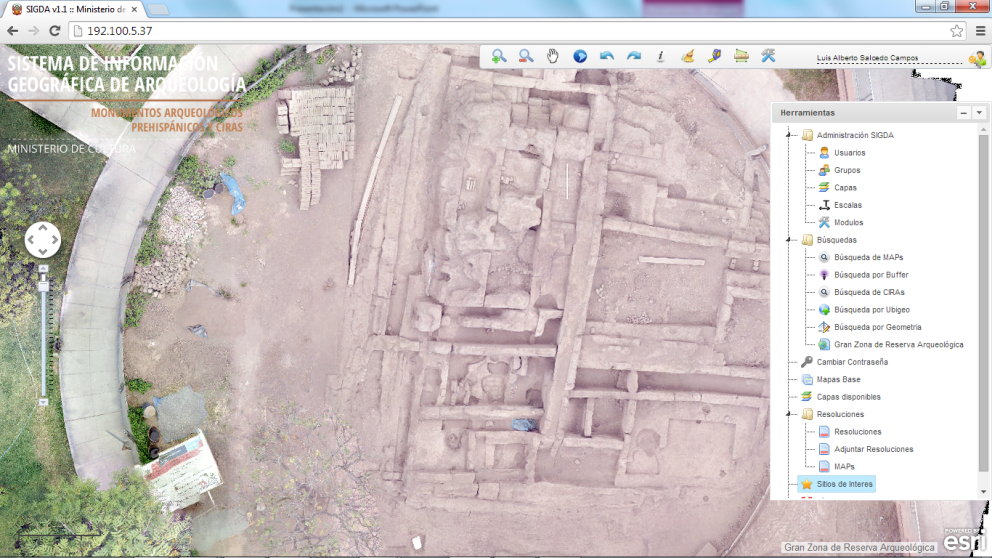 SIGDA v1.1 :: Ministerio de
Presentación1 - Microsoft PowerPoint
192.100.5.37
SISTEMA DE INFORMACIÓN
GEOGRÁFICA DE ARQUEOLOGÍA
MONUMENTOS ARQUEOLÓGICOS
PREHISPÁNICOS Y CIRAS
MINISTERIO DE CULTURA
Luis Alberto Salcedo Campos
Herramientas
Administración SIGDA
Usuarios
Grupos
Capas
Escalas
Modulos
Búsquedas
Búsqueda de MAPs
Búsqueda por Buffer
Búsqueda de CIRAs
Búsqueda por Ubigeo
Búsqueda por Geometria
Gran Zona de Reserva Arqueológica
Cambiar Contraseña
Mapas Base
Capas disponibles
Resoluciones
Resoluciones
Adjuntar Resoluciones
MAPs
Sitios de Interes
Gran Zona de Reserva Arqueológica
POWERED BY
esri